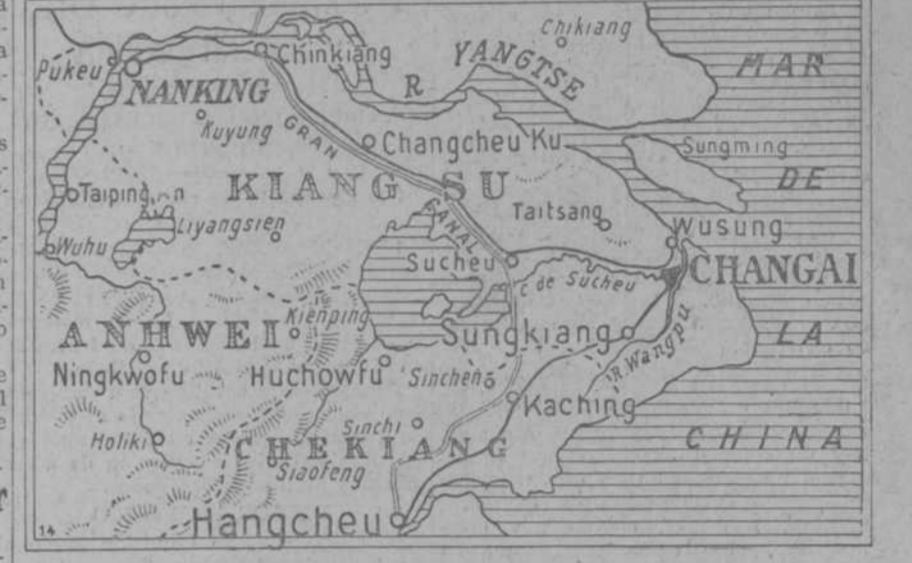 Chikiang
Pukeu
Chinkiang
YANGTSE
R
MAR
NANKING
Kuyung
GRAN
Changcheu Ku
Sungming
KIANG SU
DE
Taiping
Liyangsien
CANAL
Taitsang
Wuhu
Wusung
Sucheu
C de Sucheu
CHANGAI
Kienping
ANHWEI
Sungkiang
LA
R. Wangpu
Ningkwofu
Huchowfu
Sincheng
Kaching
Holiki
Sinchi
CHEKIANG
CHINA
Siaofeng
Hangcheu
14